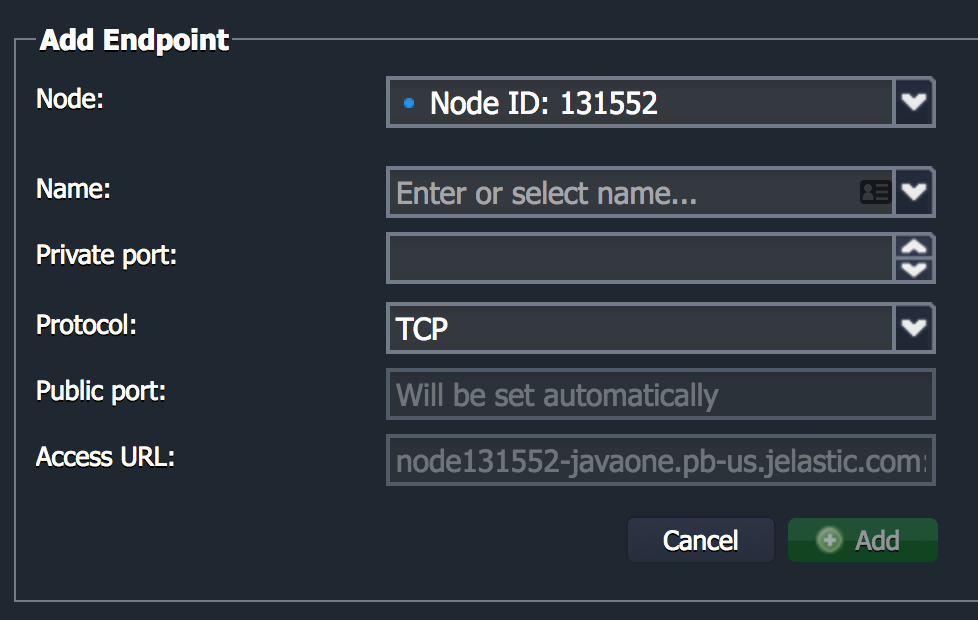 Add Endpoint
Node:
Node ID: 131552
Name:
Enter or select name...
Private port:
Protocol:
TCP
Public port:
Will be set automatically
Access URL:
node131552-javaone.pb-us.jelastic.com:
Cancel
Add